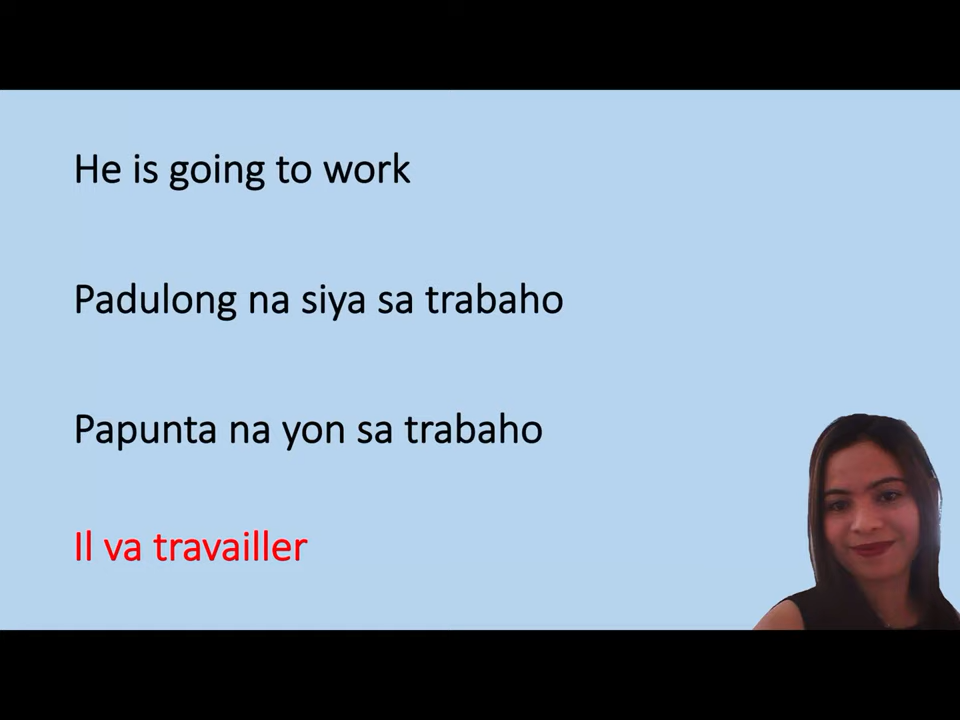 He is going to work
Padulong na siya sa trabaho
Papunta na yon sa trabaho
Il va travailler